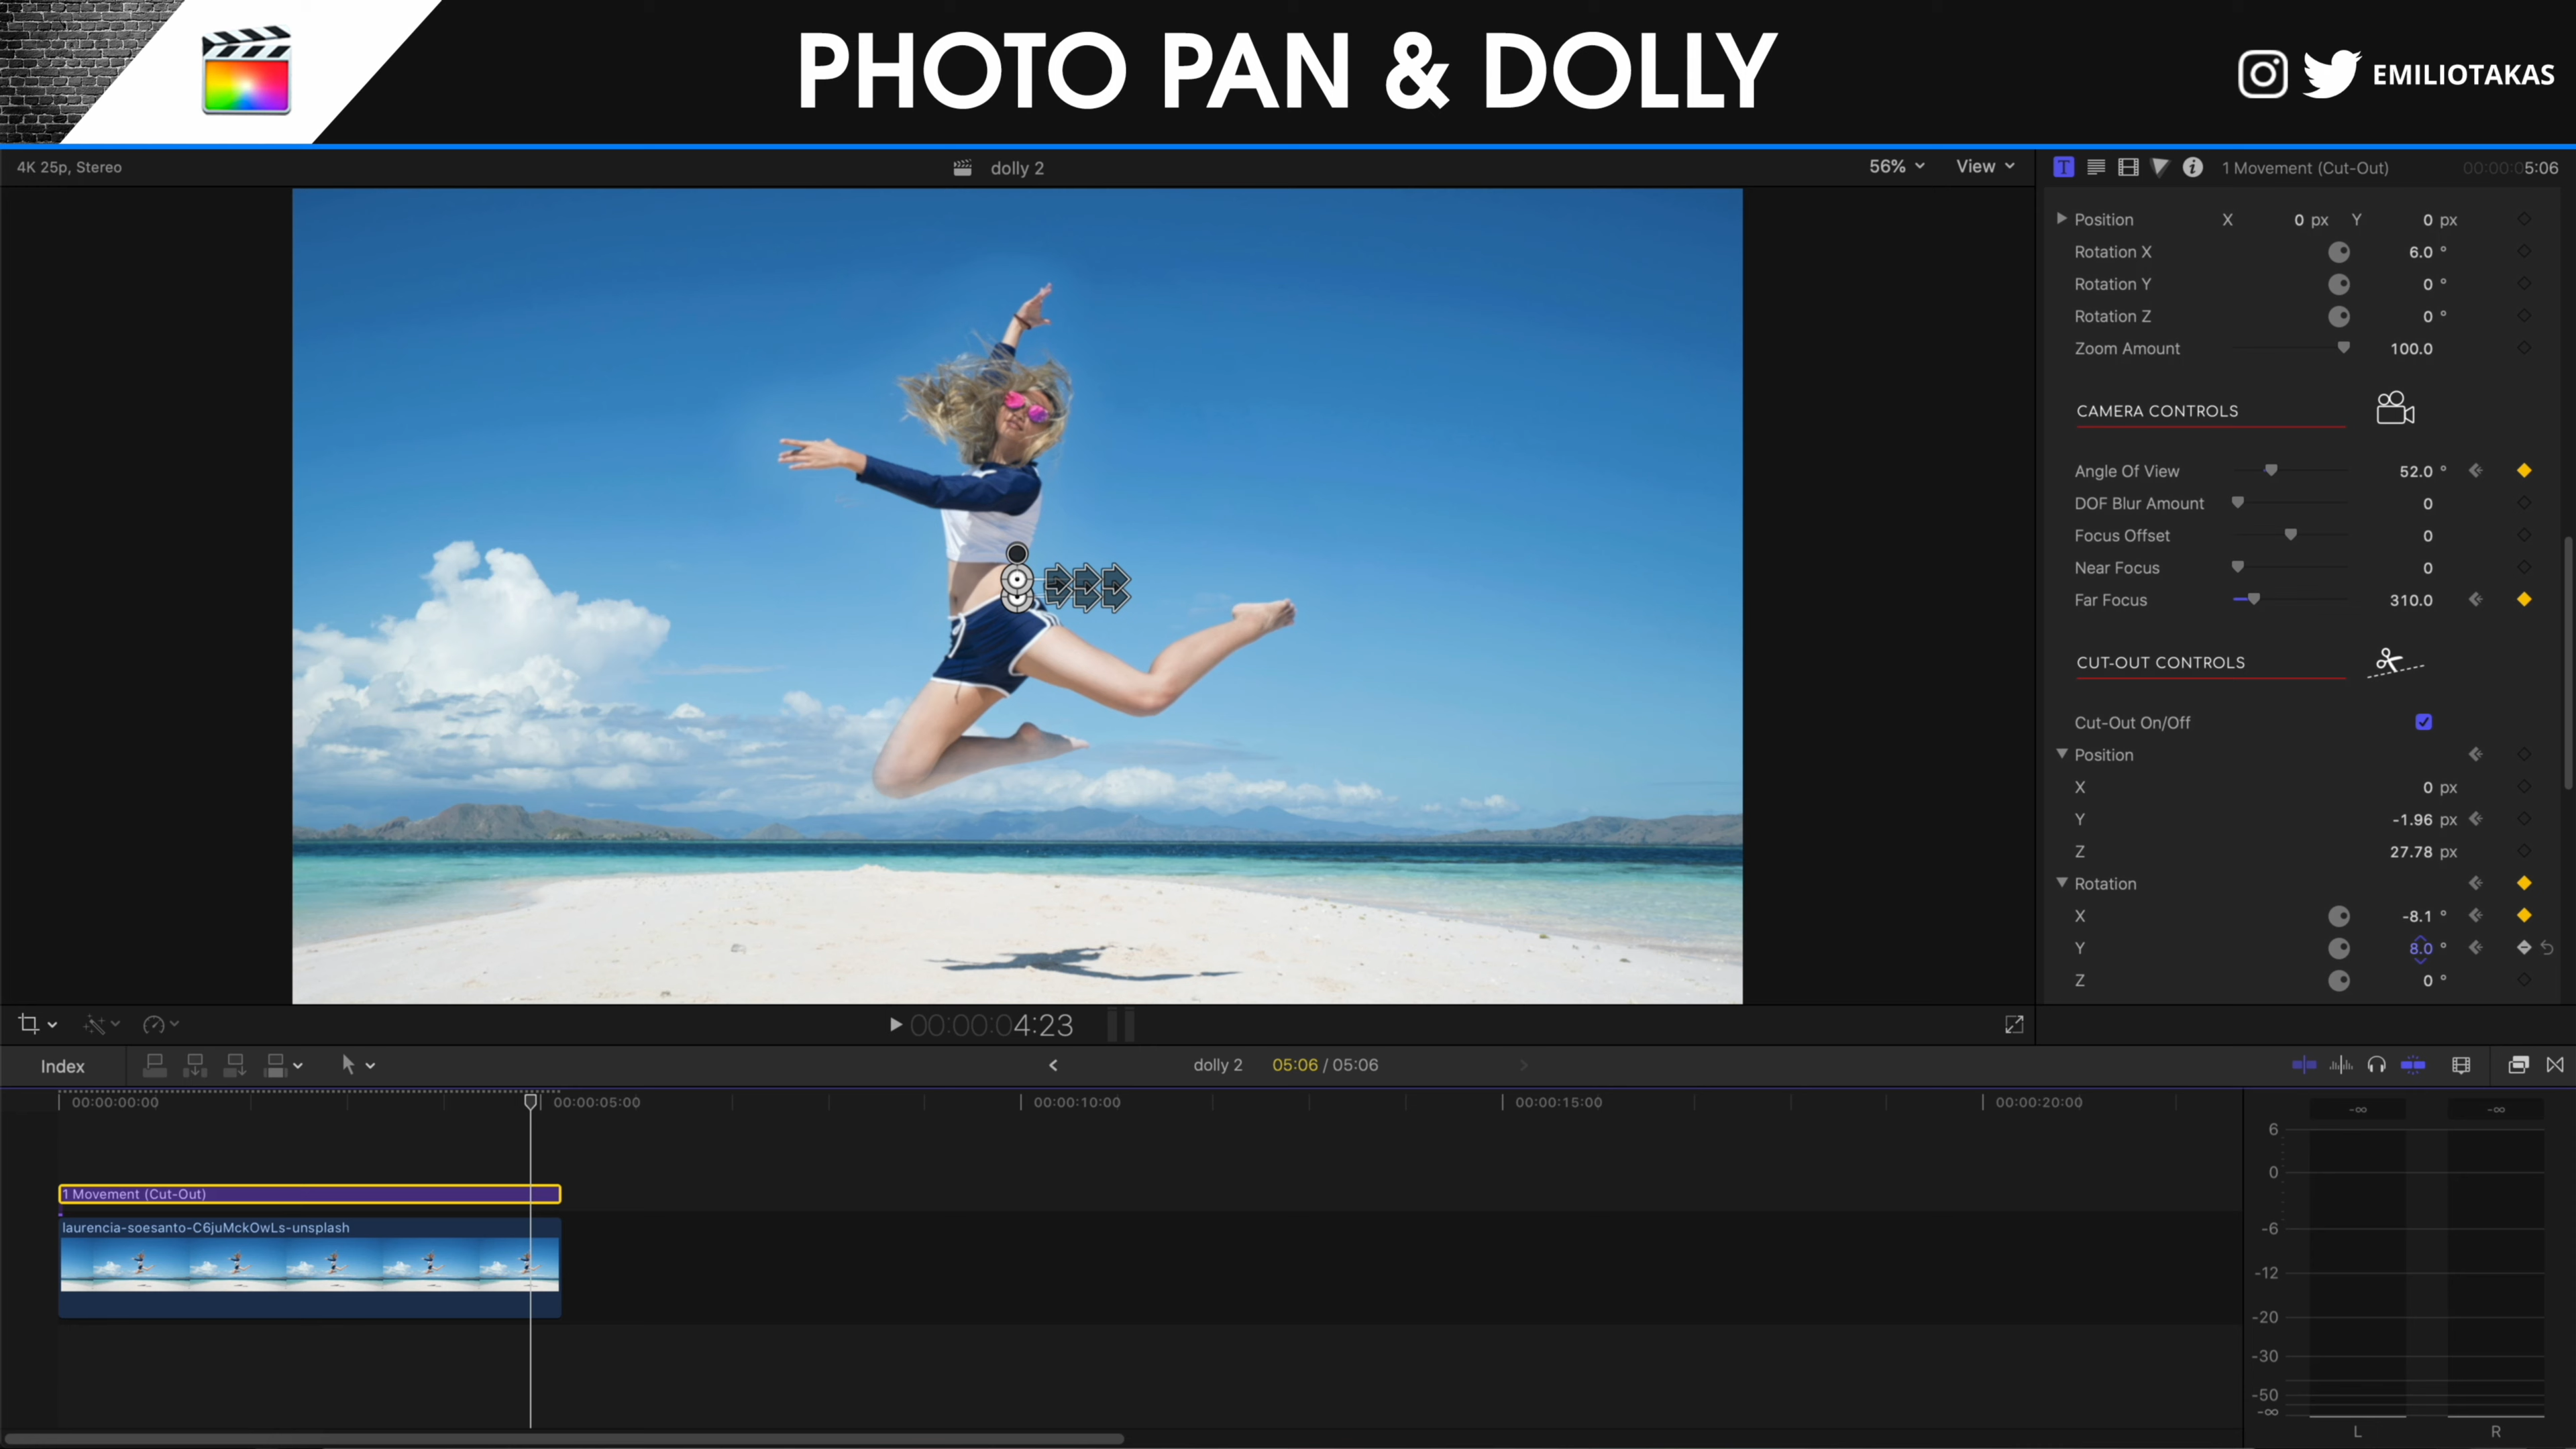 PHOTO PAN & DOLLY
EMILIOTAKAS
4K 25p, Stereo
dolly 2
56%
View
T
i
1 Movement (Cut-Out)
00:00:05:06
Position X 0 px Y 0 px
Rotation X 6.0 °
Rotation Y 0 °
Rotation Z 0 °
Zoom Amount 100.0
CAMERA CONTROLS
Angle Of View 52.0 °
DOF Blur Amount 0
Focus Offset 0
Near Focus 0
Far Focus 310.0
CUT-OUT CONTROLS
Cut-Out On/Off
Position
X 0 px
Y -1.96 px
Z 27.78 px
Rotation
X -8.1 °
Y 8.0 °
Z 0 °
00:00:04:23
Index
dolly 2 05:06 / 05:06
00:00:00:00 00:00:05:00 00:00:10:00 00:00:15:00 00:00:20:00
1 Movement (Cut-Out)
laurencia-soesanto-C6juMckOwLs-unsplash
-∞ -∞
6
0
-6
-12
-20
-30
-50
-∞
L R